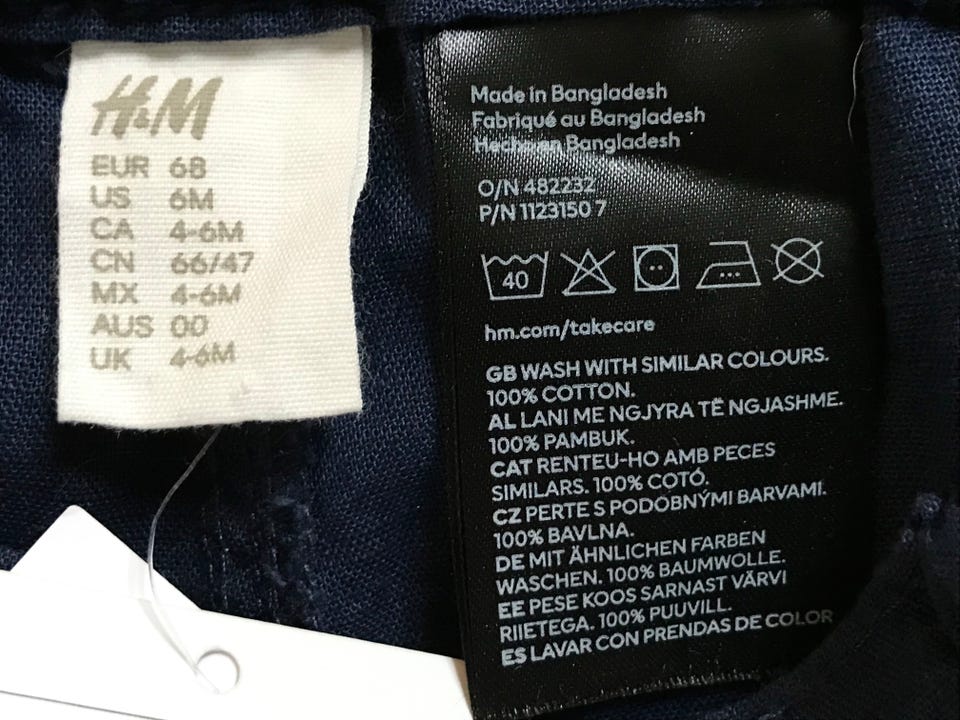 H&M
EUR 68
US 6M
CA 4-6M
CN 66/47
MX 4-6M
AUS 00
UK 4-6M
Made in Bangladesh
Fabriqué au Bangladesh
Hecho en Bangladesh
O/N 482232
P/N 1123150 7
40
hm.com/takecare
GB WASH WITH SIMILAR COLOURS.
100% COTTON.
AL LANI ME NGJYRA TË NGJASHME.
100% PAMBUK.
CAT RENTEU-HO AMB PECES
SIMILARS. 100% COTÓ.
CZ PERTE S PODOBNÝMI BARVAMI.
100% BAVLNA.
DE MIT ÄHNLICHEN FARBEN
WASCHEN. 100% BAUMWOLLE.
EE PESE KOOS SARNAST VÄRVI
RIIETEGA. 100% PUUVILL.
ES LAVAR CON PRENDAS DE COLOR